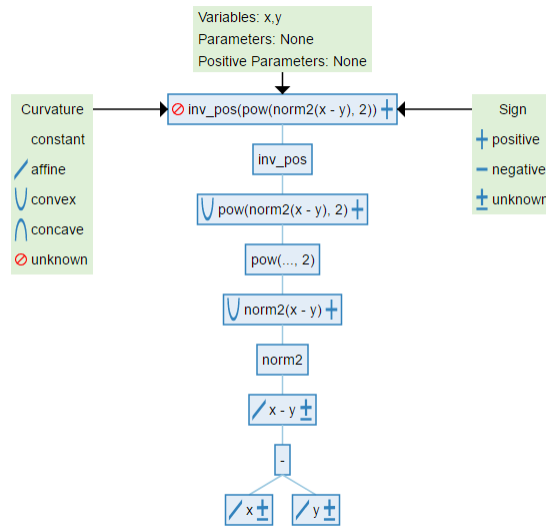 Variables: x,y
Parameters: None
Positive Parameters: None
Curvature
constant
affine
convex
concave
unknown
inv_pos(pow(norm2(x - y), 2))
Sign
positive
negative
unknown
inv_pos
pow(norm2(x - y), 2)
pow(..., 2)
norm2(x - y)
norm2
x - y
-
x
y